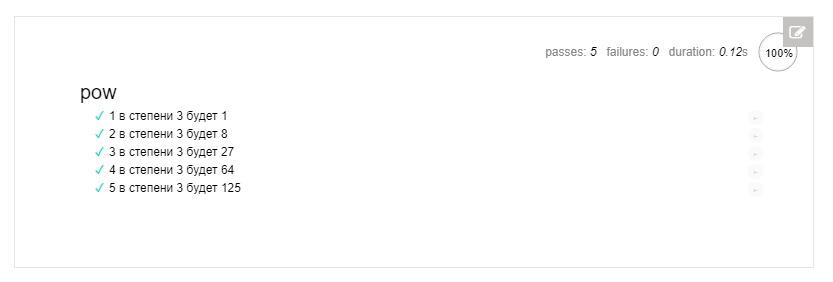 passes: 5 failures: 0 duration: 0.12s 100%
pow
✓ 1 в степени 3 будет 1
✓ 2 в степени 3 будет 8
✓ 3 в степени 3 будет 27
✓ 4 в степени 3 будет 64
✓ 5 в степени 3 будет 125